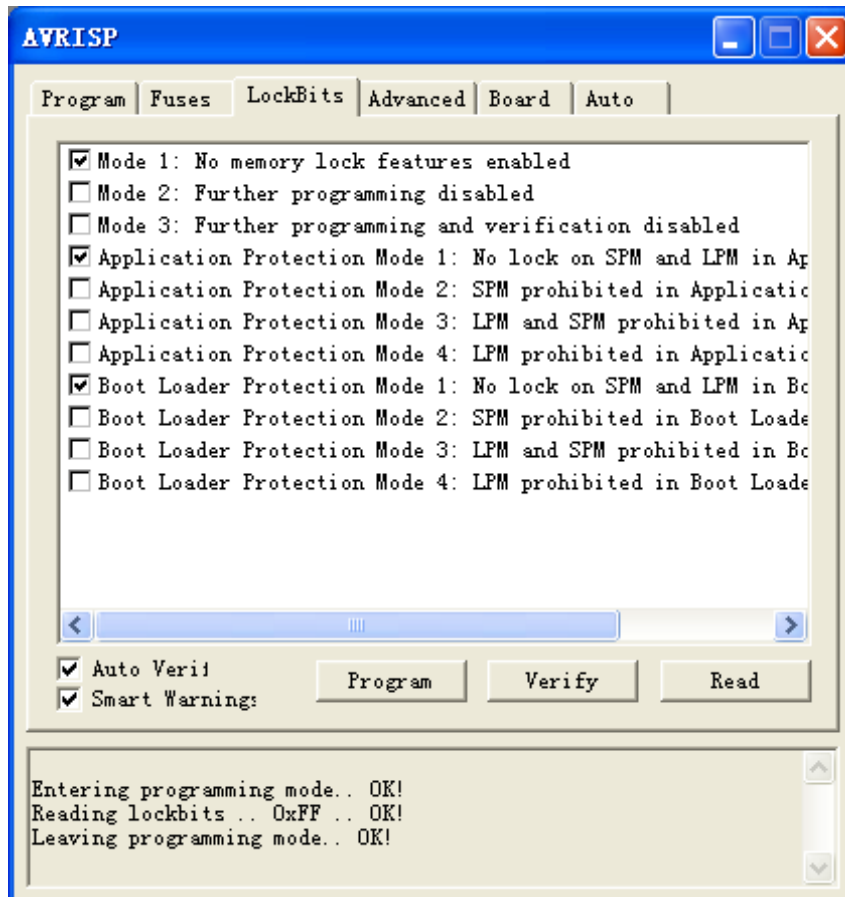 AVRISP
Program Fuses LockBits Advanced Board Auto
Mode 1: No memory lock features enabled
Mode 2: Further programming disabled
Mode 3: Further programming and verification disabled
Application Protection Mode 1: No lock on SPM and LPM in Ap
Application Protection Mode 2: SPM prohibited in Applicatic
Application Protection Mode 3: LPM and SPM prohibited in Ap
Application Protection Mode 4: LPM prohibited in Applicatic
Boot Loader Protection Mode 1: No lock on SPM and LPM in Bo
Boot Loader Protection Mode 2: SPM prohibited in Boot Loade
Boot Loader Protection Mode 3: LPM and SPM prohibited in Bo
Boot Loader Protection Mode 4: LPM prohibited in Boot Loade
Auto Verif
Smart Warnings
Program Verify Read
Entering programming mode.. OK!
Reading lockbits .. 0xFF .. OK!
Leaving programming mode.. OK!